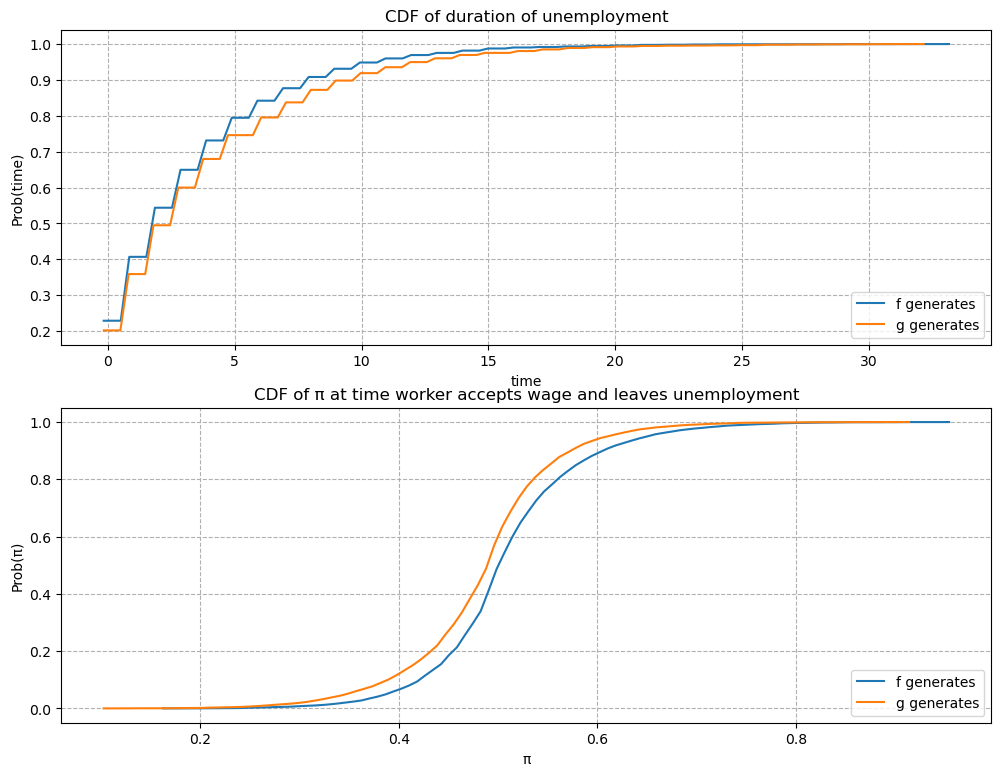 CDF of duration of unemployment
1.0
0.9
0.8
0.7
0.6
0.5
0.4
0.3
0.2
Prob(time)
f generates
g generates
0 5 10 15 20 25 30
time
CDF of π at time worker accepts wage and leaves unemployment
1.0
0.8
0.6
0.4
0.2
0.0
Prob(π)
f generates
g generates
0.2 0.4 0.6 0.8
π